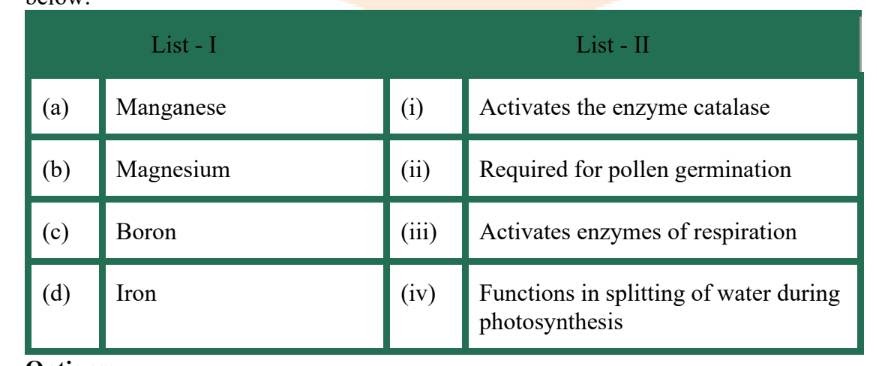 below:
List - I List - II
(a) Manganese (i) Activates the enzyme catalase
(b) Magnesium (ii) Required for pollen germination
(c) Boron (iii) Activates enzymes of respiration
(d) Iron (iv) Functions in splitting of water during
photosynthesis